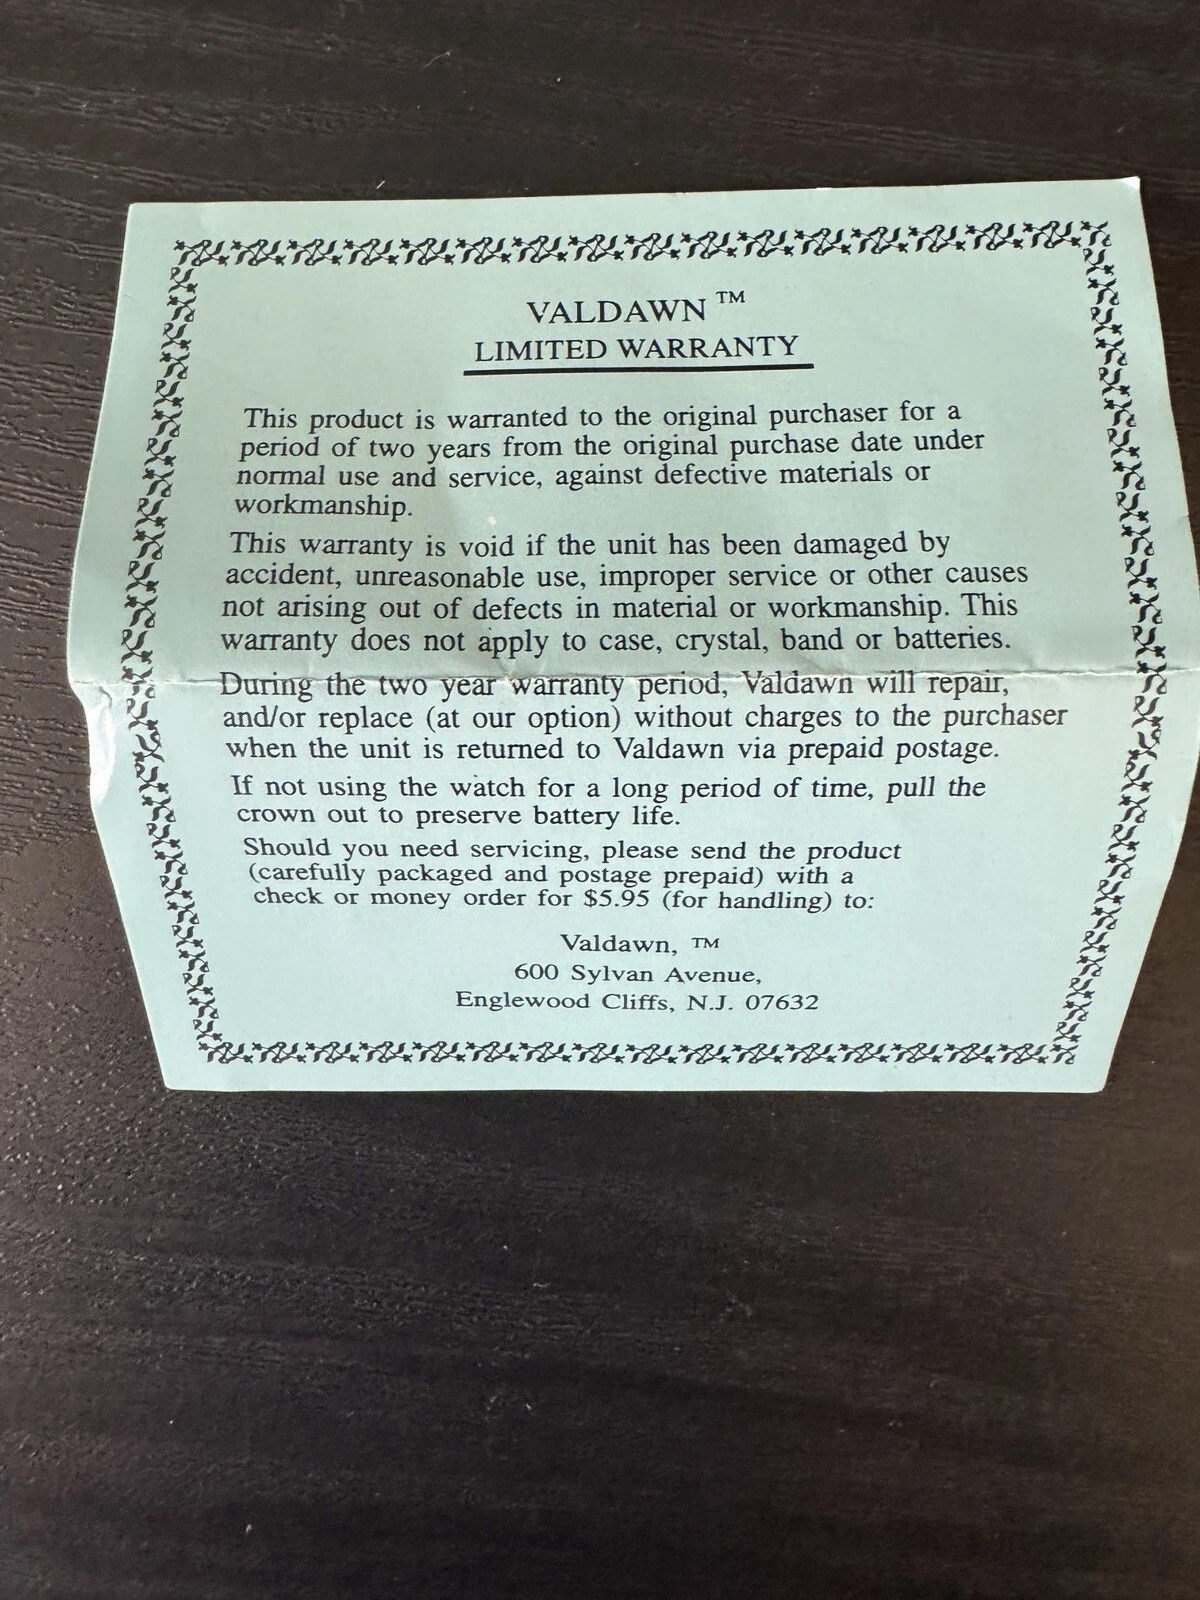 VALDAWN ™
LIMITED WARRANTY
This product is warranted to the original purchaser for a
period of two years from the original purchase date under
normal use and service, against defective materials or
workmanship.
This warranty is void if the unit has been damaged by
accident, unreasonable use, improper service or other causes
not arising out of defects in material or workmanship. This
warranty does not apply to case, crystal, band or batteries.
During the two year warranty period, Valdawn will repair,
and/or replace (at our option) without charges to the purchaser
when the unit is returned to Valdawn via prepaid postage.
If not using the watch for a long period of time, pull the
crown out to preserve battery life.
Should you need servicing, please send the product
(carefully packaged and postage prepaid) with a
check or money order for $5.95 (for handling) to:
Valdawn, ™
600 Sylvan Avenue,
Englewood Cliffs, N.J. 07632